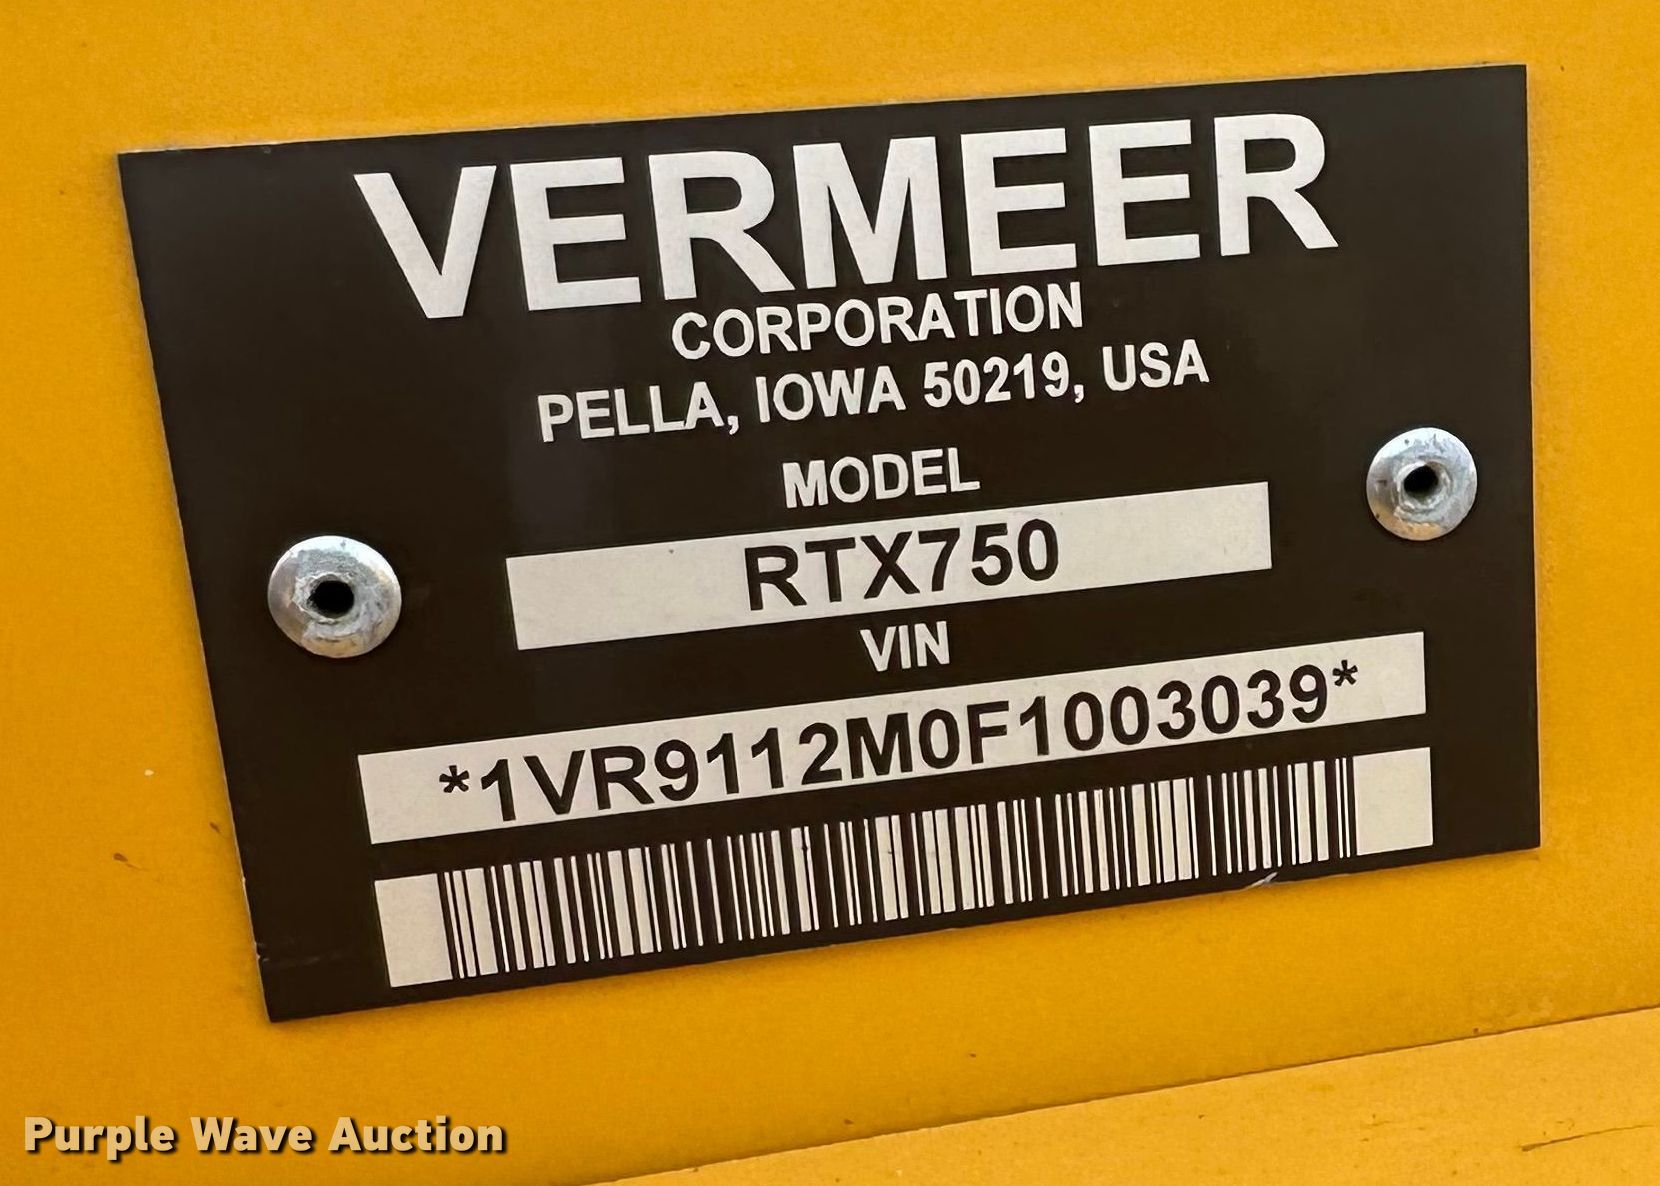 VERMEER
CORPORATION
PELLA, IOWA 50219, USA
MODEL
RTX750
VIN
*1VR9112M0F1003039*
Purple Wave Auction